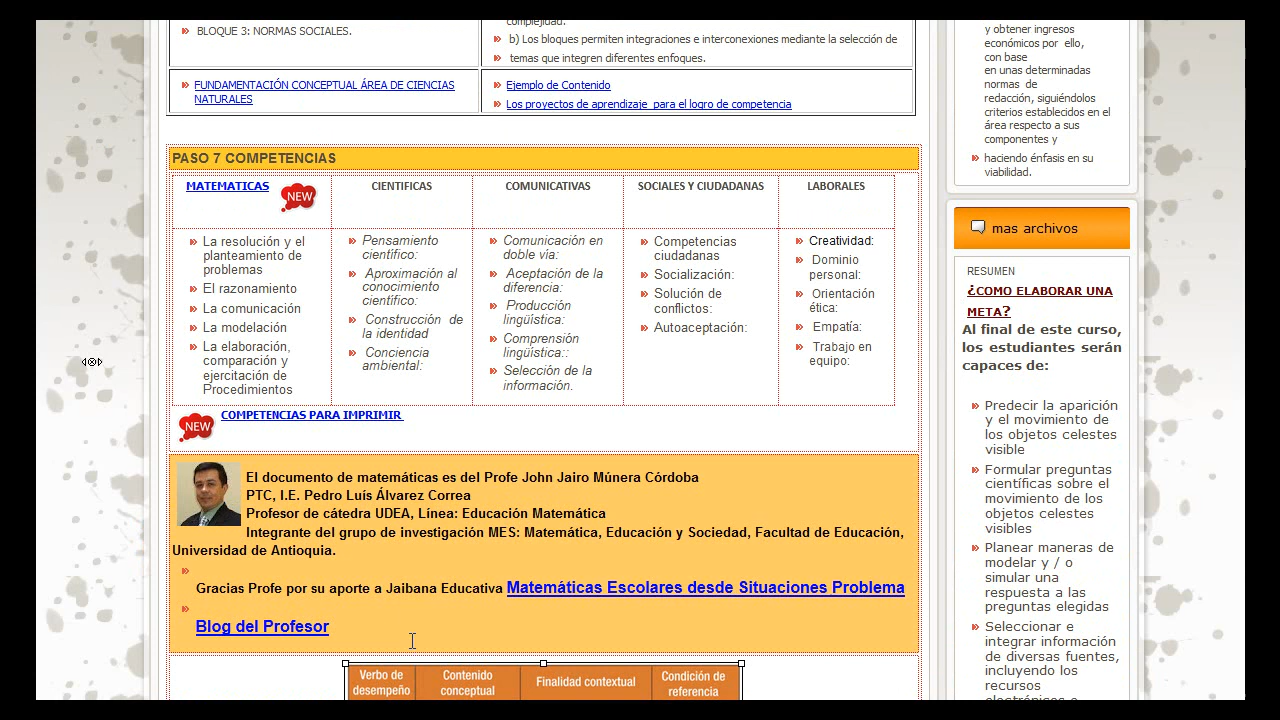 complejidad.
BLOQUE 3: NORMAS SOCIALES.
b) Los bloques permiten integraciones e interconexiones mediante la selección de
temas que integren diferentes enfoques.
FUNDAMENTACIÓN CONCEPTUAL ÁREA DE CIENCIAS
NATURALES
Ejemplo de Contenido
Los proyectos de aprendizaje para el logro de competencia
PASO 7 COMPETENCIAS
MATEMATICAS
NEW
La resolución y el
planteamiento de
problemas
El razonamiento
La comunicación
La modelación
La elaboración,
comparación y
ejercitación de
Procedimientos
CIENTIFICAS
Pensamiento
científico:
Aproximación al
conocimiento
científico:
Construcción de
la identidad
Conciencia
ambiental:
COMUNICATIVAS
Comunicación en
doble vía:
Aceptación de la
diferencia:
Producción
lingüística:
Comprensión
lingüística::
Selección de la
información.
SOCIALES Y CIUDADANAS
Competencias
ciudadanas
Socialización:
Solución de
conflictos:
Autoaceptación:
LABORALES
Creatividad:
Dominio
personal:
Orientación
ética:
Empatía:
Trabajo en
equipo:
NEW
COMPETENCIAS PARA IMPRIMIR
El documento de matemáticas es del Profe John Jairo Múnera Córdoba
PTC, I.E. Pedro Luís Álvarez Correa
Profesor de cátedra UDEA, Línea: Educación Matemática
Integrante del grupo de investigación MES: Matemática, Educación y Sociedad, Facultad de Educación,
Universidad de Antioquia.
Gracias Profe por su aporte a Jaibana Educativa Matemáticas Escolares desde Situaciones Problema
Blog del Profesor
Verbo de
desempeño
Contenido
conceptual
Finalidad contextual
Condición de
referencia
y obtener ingresos
económicos por ello,
con base
en unas determinadas
normas de
redacción, siguiéndolos
criterios establecidos en el
área respecto a sus
componentes y
haciendo énfasis en su
viabilidad.
mas archivos
RESUMEN
¿COMO ELABORAR UNA
META?
Al final de este curso,
los estudiantes serán
capaces de:
Predecir la aparición
y el movimiento de
los objetos celestes
visible
Formular preguntas
científicas sobre el
movimiento de los
objetos celestes
visibles
Planear maneras de
modelar y / o
simular una
respuesta a las
preguntas elegidas
Seleccionar e
integrar información
de diversas fuentes,
incluyendo los
recursos
electrónicos e